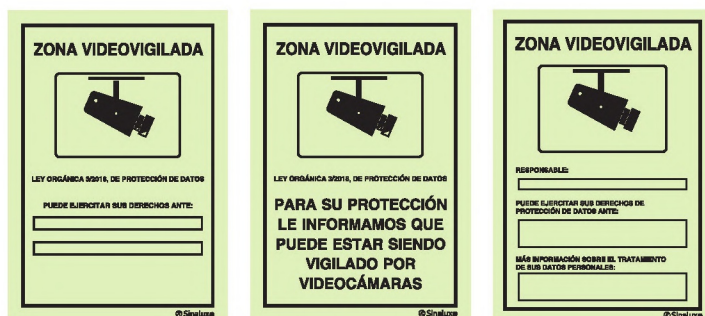 ZONA VIDEOVIGILADA
LEY ORGÁNICA 3/2018, DE PROTECCIÓN DE DATOS
PUEDE EJERCITAR SUS DERECHOS ANTE:
Sinaluxe
ZONA VIDEOVIGILADA
LEY ORGÁNICA 3/2018, DE PROTECCIÓN DE DATOS
PARA SU PROTECCIÓN
LE INFORMAMOS QUE
PUEDE ESTAR SIENDO
VIGILADO POR
VIDEOCÁMARAS
Sinaluxe
ZONA VIDEOVIGILADA
RESPONSABLE:
PUEDE EJERCITAR SUS DERECHOS DE
PROTECCIÓN DE DATOS ANTE:
MÁS INFORMACIÓN SOBRE EL TRATAMIENTO
DE SUS DATOS PERSONALES:
Sinaluxe